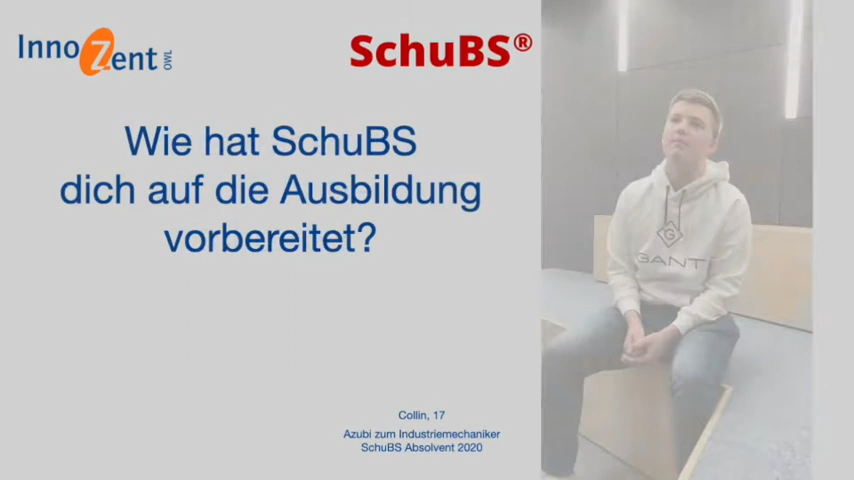 InnoZent OWL
SchuBS®
Wie hat SchuBS
dich auf die Ausbildung
vorbereitet?
G
GANT
Collin, 17
Azubi zum Industriemechaniker
SchuBS Absolvent 2020